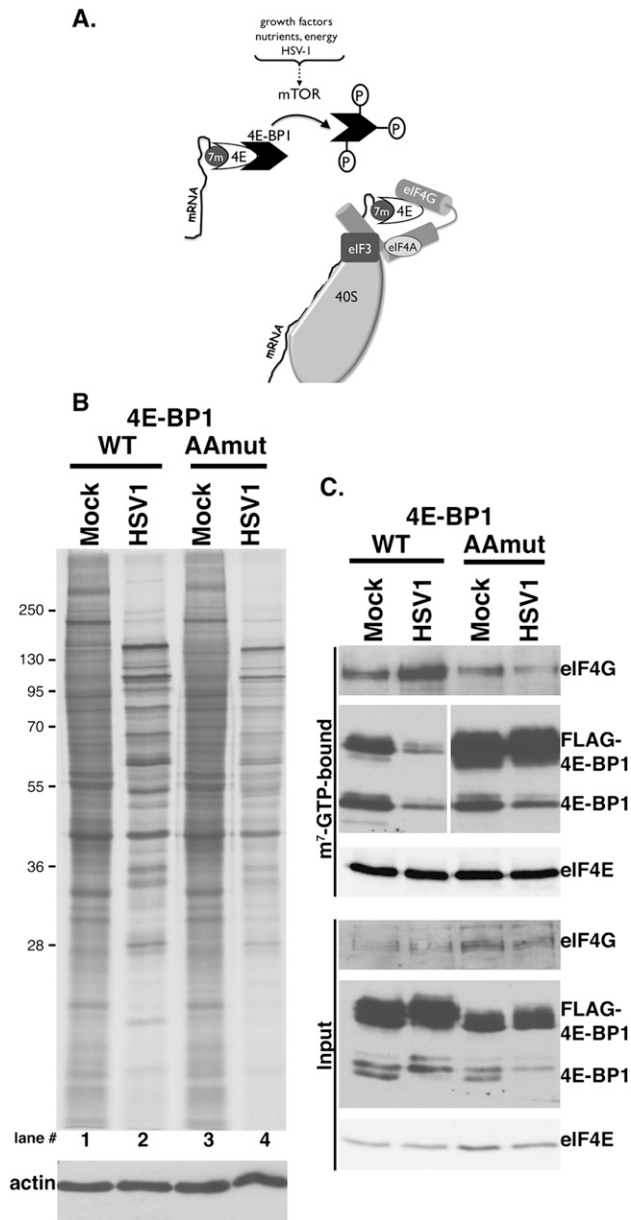 A.
growth factors
nutrients, energy
HSV-1
mTOR
4E-BP1
P
P
P
7m 4E
mRNA
eIF4G
7m 4E
eIF3 eIF4A
40S
mRNA
B
4E-BP1
WT AAmut
Mock HSV1 Mock HSV1
250
130
95
70
55
36
28
lane # 1 2 3 4
actin
C.
4E-BP1
WT AAmut
Mock HSV1 Mock HSV1
m7-GTP-bound
eIF4G
FLAG-
4E-BP1
4E-BP1
eIF4E
Input
eIF4G
FLAG-
4E-BP1
4E-BP1
eIF4E